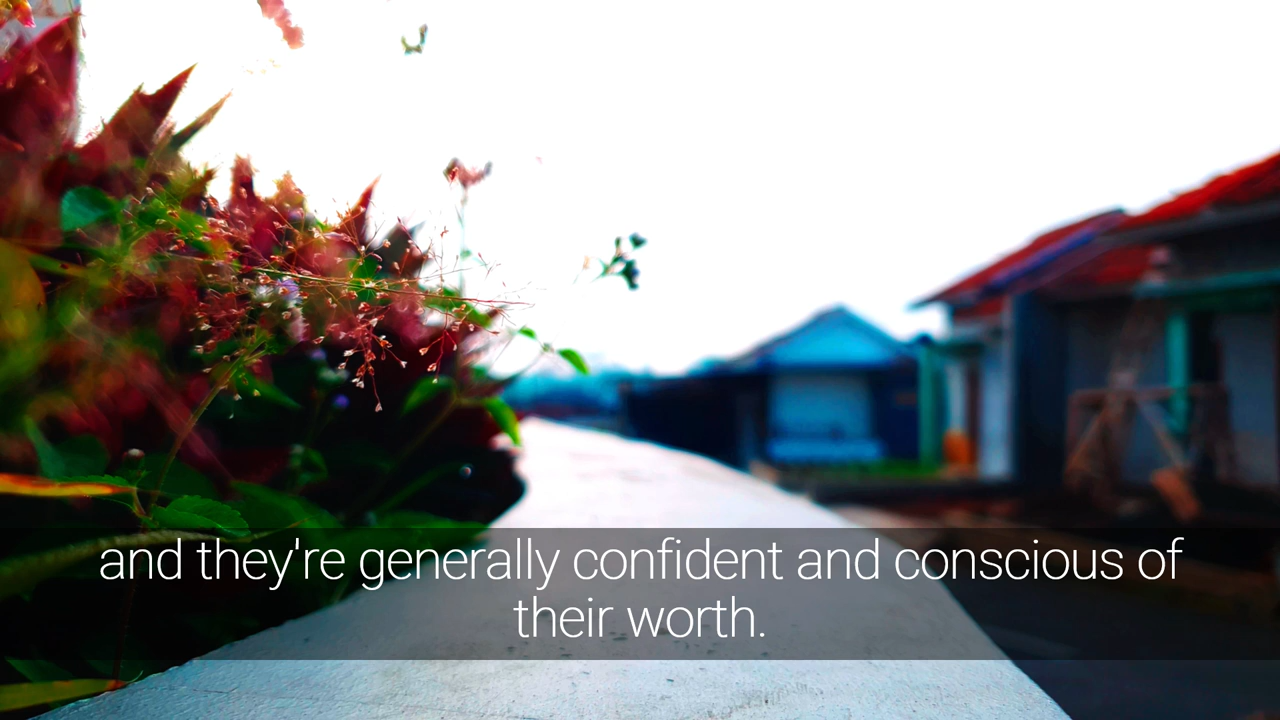 and they're generally confident and conscious of
their worth.